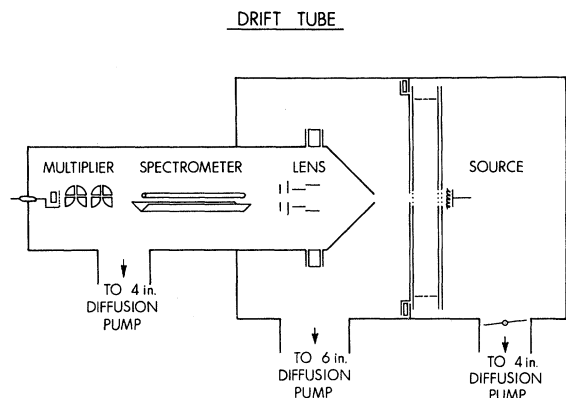 DRIFT TUBE
MULTIPLIER SPECTROMETER LENS SOURCE
TO 4 in.
DIFFUSION
PUMP
TO 6 in.
DIFFUSION
PUMP
TO 4 in.
DIFFUSION
PUMP